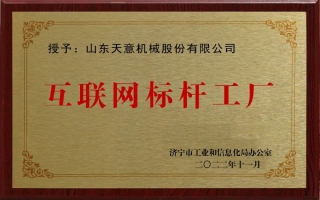 授予：山东天意机械股份有限公司
互联网标杆工厂
济宁市工业和信息化局办公室
二〇二二年十一月